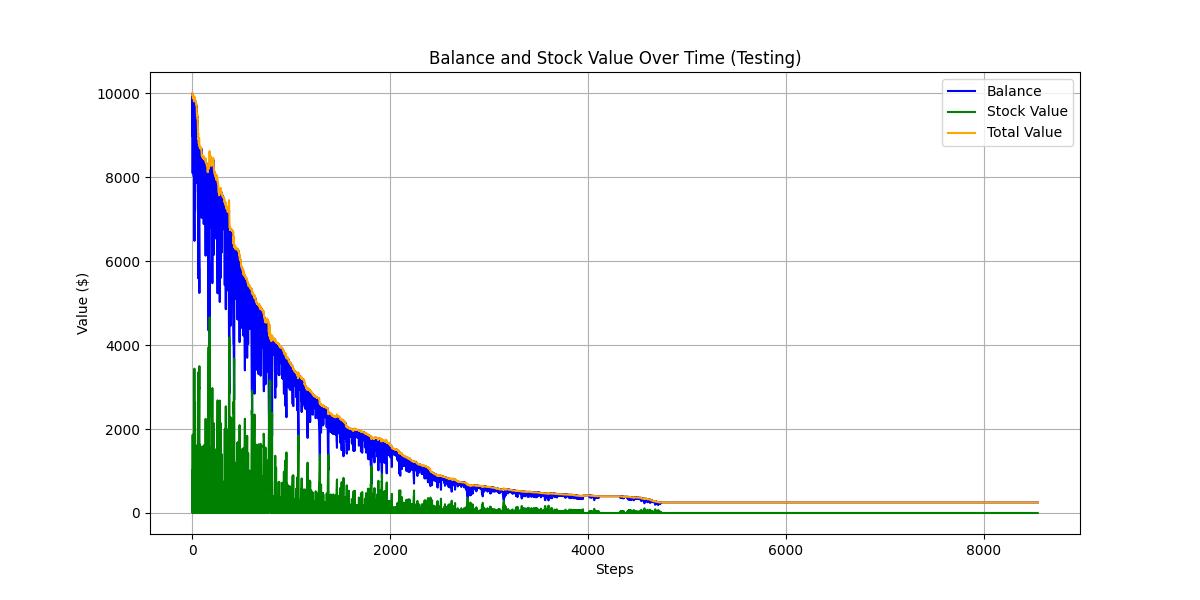 Balance and Stock Value Over Time (Testing)
Balance
Stock Value
Total Value
Value ($)
10000
8000
6000
4000
2000
0
0
2000
4000
6000
8000
Steps